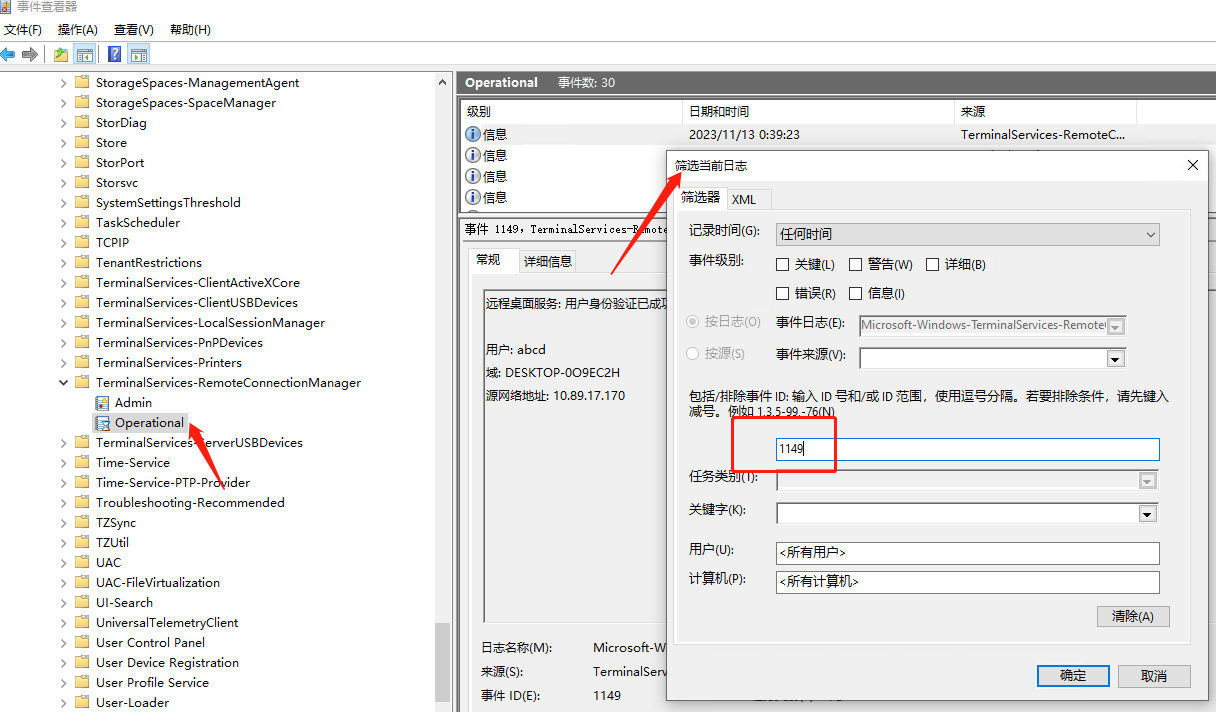 事件查看器
文件(F) 操作(A) 查看(V) 帮助(H)
StorageSpaces-ManagementAgent
StorageSpaces-SpaceManager
StorDiag
Store
StorPort
Storsvc
SystemSettingsThreshold
TaskScheduler
TCPIP
TenantRestrictions
TerminalServices-ClientActiveXCore
TerminalServices-ClientUSBDevices
TerminalServices-LocalSessionManager
TerminalServices-PnPDevices
TerminalServices-Printers
TerminalServices-RemoteConnectionManager
Admin
Operational
TerminalServices-ServerUSBDevices
Time-Service
Time-Service-PTP-Provider
Troubleshooting-Recommended
TZSync
TZUtil
UAC
UAC-FileVirtualization
UI-Search
UniversalTelemetryClient
User Control Panel
User Device Registration
User Profile Service
User-Loader
Operational 事件数: 30
级别 日期和时间 来源
信息 2023/11/13 0:39:23 TerminalServices-RemoteC...
信息
信息
信息
事件 1149，TerminalServices-Remote
常规 详细信息
远程桌面服务: 用户身份验证已成功
用户: abcd
域: DESKTOP-0O9EC2H
源网络地址: 10.89.17.170
日志名称(M): Microsoft-W
来源(S): TerminalServ
事件 ID(E): 1149
筛选当前日志
筛选器 XML
记录时间(G): 任何时间
事件级别: 关键(L) 警告(W) 详细(B)
错误(R) 信息(I)
按日志(O) 事件日志(E): Microsoft-Windows-TerminalServices-Remote
按源(S) 事件来源(V):
包括/排除事件 ID: 输入 ID 号和/或 ID 范围，使用逗号分隔。若要排除条件，请先键入
减号。例如 1,3,5-99,-76(N)
1149
任务类别(T):
关键字(K):
用户(U): <所有用户>
计算机(P): <所有计算机>
清除(A)
确定 取消